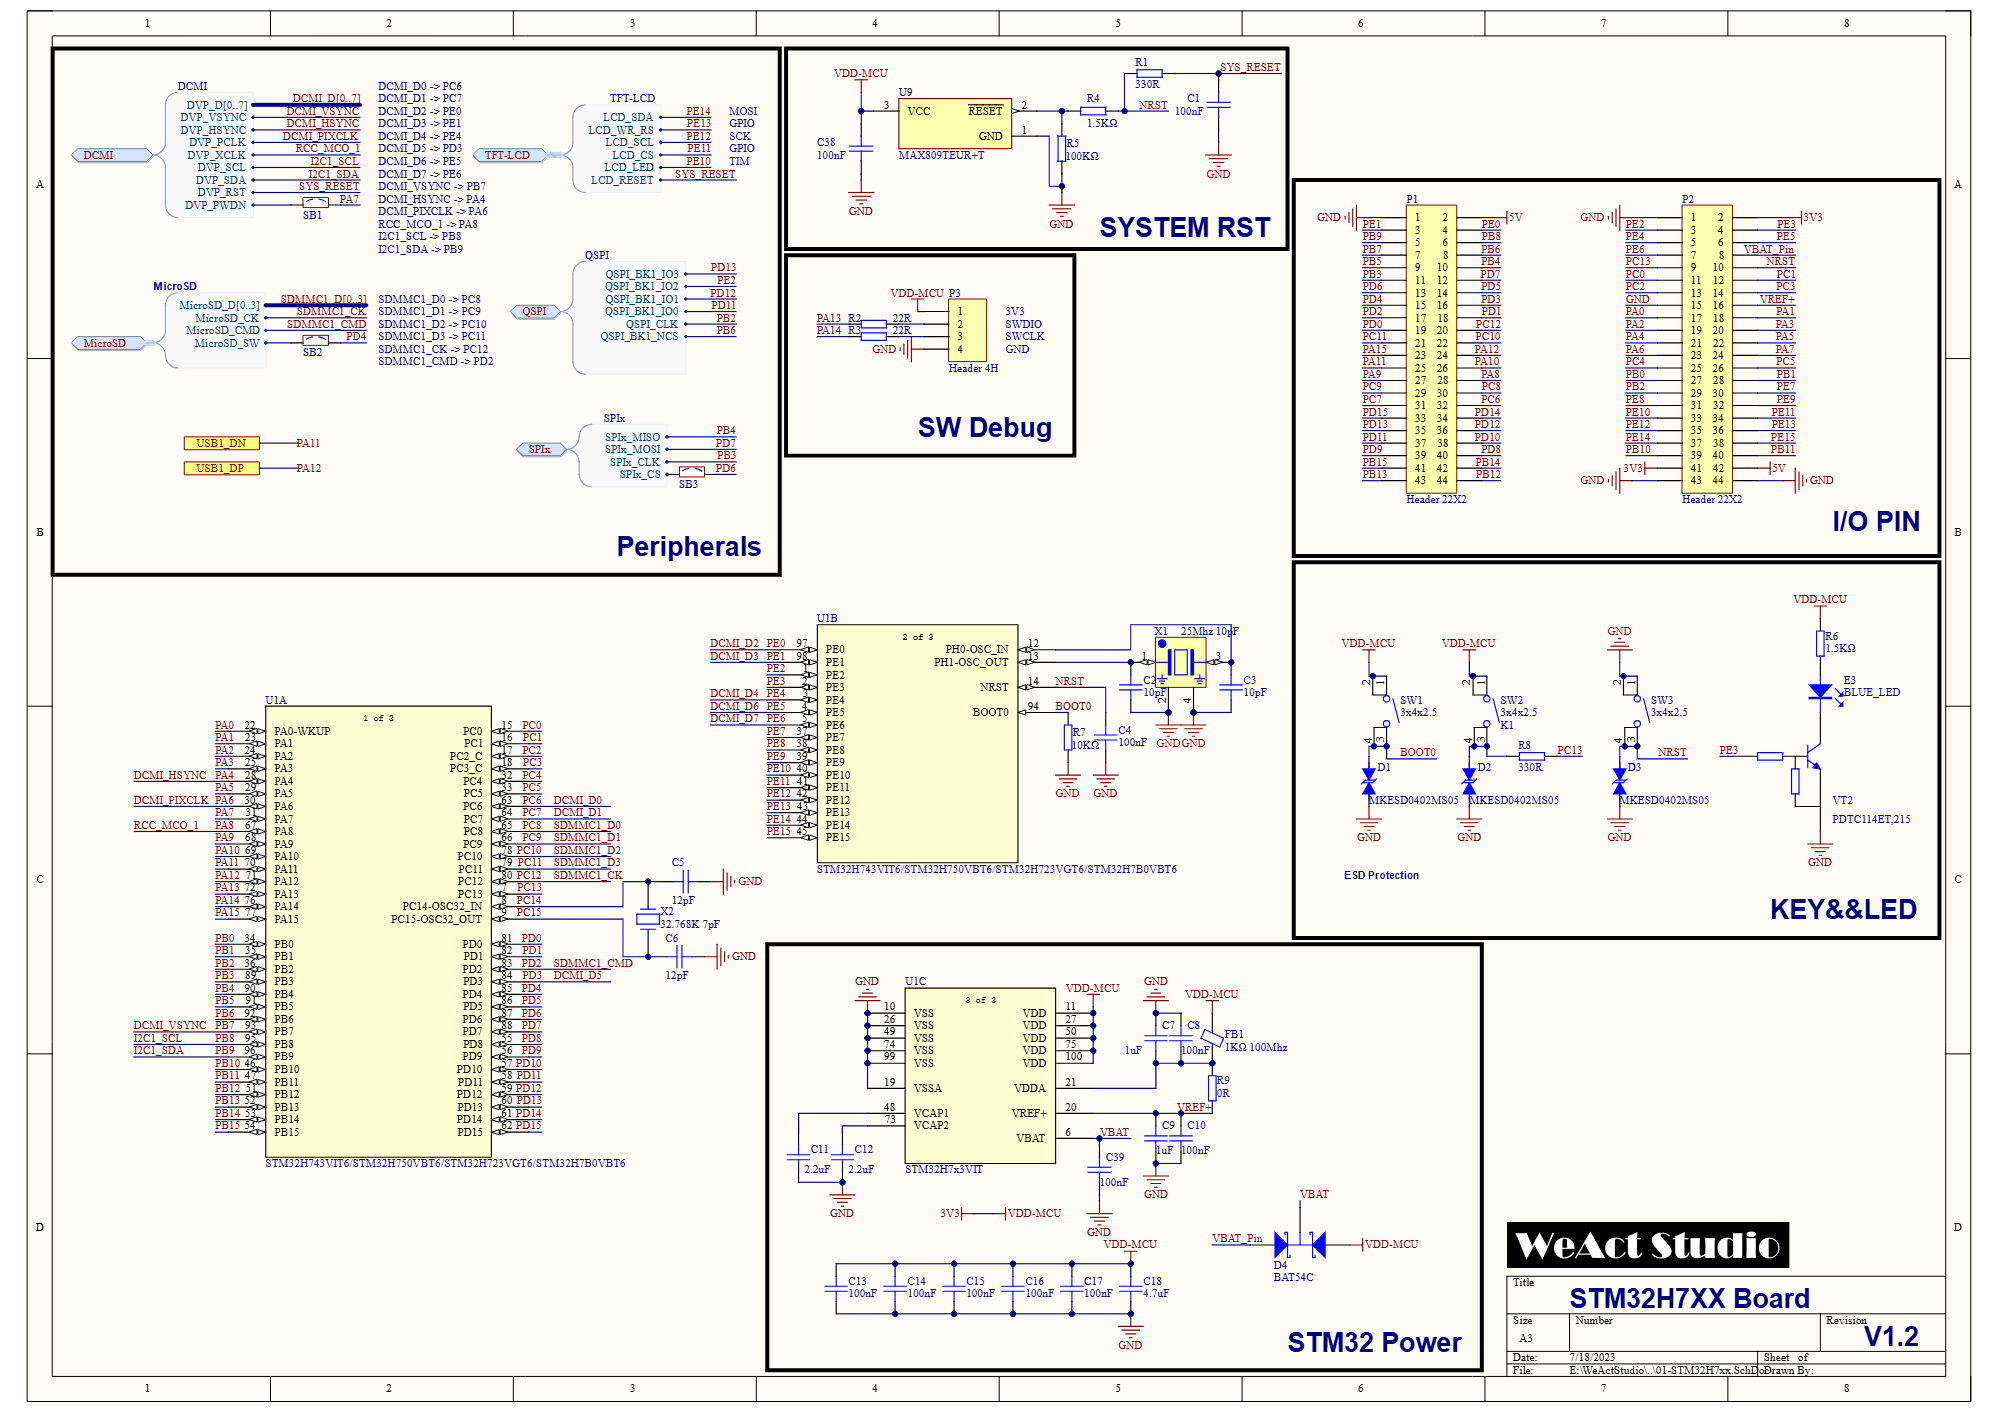 1 2 3 4 5 6 7 8
A
B
C
D
DCMI
DCMI
DVP_D[0..7] DCMI_D[0..7]
DVP_VSYNC DCMI_VSYNC
DVP_HSYNC DCMI_HSYNC
DVP_PCLK DCMI_PIXCLK
DVP_XCLK RCC_MCO_1
DVP_SCL I2C1_SCL
DVP_SDA I2C1_SDA
DVP_RST SYS_RESET
DVP_PWDN PA7
SB1
DCMI_D0 -> PC6
DCMI_D1 -> PC7
DCMI_D2 -> PE0
DCMI_D3 -> PE1
DCMI_D4 -> PE4
DCMI_D5 -> PD3
DCMI_D6 -> PE5
DCMI_D7 -> PE6
DCMI_VSYNC -> PB7
DCMI_HSYNC -> PA4
DCMI_PIXCLK -> PA6
RCC_MCO_1 -> PA8
I2C1_SCL -> PB8
I2C1_SDA -> PB9
TFT-LCD
TFT-LCD
LCD_SDA PE14 MOSI
LCD_WR_RS PE13 GPIO
LCD_SCL PE12 SCK
LCD_CS PE11 GPIO
LCD_LED PE10 TIM
LCD_RESET SYS_RESET
MicroSD
MicroSD
MicroSD_D[0..3] SDMMC1_D[0..3]
MicroSD_CK SDMMC1_CK
MicroSD_CMD SDMMC1_CMD
MicroSD_SW PD4
SB2
SDMMC1_D0 -> PC8
SDMMC1_D1 -> PC9
SDMMC1_D2 -> PC10
SDMMC1_D3 -> PC11
SDMMC1_CK -> PC12
SDMMC1_CMD -> PD2
QSPI
QSPI
QSPI_BK1_IO3 PD13
QSPI_BK1_IO2 PE2
QSPI_BK1_IO1 PD12
QSPI_BK1_IO0 PD11
QSPI_CLK PB2
QSPI_BK1_NCS PB6
SPIx
SPIx
SPIx_MISO PB4
SPIx_MOSI PD7
SPIx_CLK PB3
SPIx_CS PD6
SB3
USB1_DN PA11
USB1_DP PA12
Peripherals
VDD-MCU
U9
3 VCC RESET 2
GND 1
MAX809TEUR+T
C38
100nF
GND
R5
100KΩ
GND
R4
1.5KΩ
R1
330R
NRST
SYS_RESET
C1
100nF
GND
SYSTEM RST
VDD-MCU P3
PA13 R2 22R 1 3V3
PA14 R3 22R 2 SWDIO
3 SWCLK
GND 4 GND
Header 4H
SW Debug
P1
GND 1 2 5V
PE1 3 4 PE0
PB9 5 6 PB8
PB7 7 8 PB6
PB5 9 10 PB4
PB3 11 12 PD7
PD6 13 14 PD5
PD4 15 16 PD3
PD2 17 18 PD1
PD0 19 20 PC12
PC11 21 22 PC10
PA15 23 24 PA12
PA11 25 26 PA10
PA9 27 28 PA8
PC9 29 30 PC8
PC7 31 32 PC6
PD15 33 34 PD14
PD13 35 36 PD12
PD11 37 38 PD10
PD9 39 40 PD8
PB15 41 42 PB14
PB13 43 44 PB12
Header 22X2
P2
GND 1 2 3V3
PE2 3 4 PE3
PE4 5 6 PE5
PE6 7 8 VBAT_Pin
PC13 9 10 NRST
PC0 11 12 PC1
PC2 13 14 PC3
GND 15 16 VREF+
PA0 17 18 PA1
PA2 19 20 PA3
PA4 21 22 PA5
PA6 23 24 PA7
PC4 25 26 PC5
PB0 27 28 PB1
PB2 29 30 PE7
PE8 31 32 PE9
PE10 33 34 PE11
PE12 35 36 PE13
PE14 37 38 PE15
PB10 39 40 PB11
3V3 41 42 5V
GND 43 44 GND
Header 22X2
I/O PIN
U1B
2 of 3
DCMI_D2 PE0 97 PE0
DCMI_D3 PE1 98 PE1
PE2 1 PE2
PE3 2 PE3
DCMI_D4 PE4 3 PE4
DCMI_D6 PE5 4 PE5
DCMI_D7 PE6 5 PE6
PE7 37 PE7
PE8 38 PE8
PE9 39 PE9
PE10 40 PE10
PE11 41 PE11
PE12 42 PE12
PE13 43 PE13
PE14 44 PE14
PE15 45 PE15
PH0-OSC_IN 12
PH1-OSC_OUT 13
NRST 14 NRST
BOOT0 94 BOOT0
STM32H743VIT6/STM32H750VBT6/STM32H723VGT6/STM32H7B0VBT6
X1 25Mhz 10pF
1 3
2 4
C2
10pF
C3
10pF
GND GND
R7
10KΩ
GND
C4
100nF
GND
VDD-MCU VDD-MCU GND
2 1 2 1 2 1
SW1
3x4x2.5
SW2
3x4x2.5
K1
SW3
3x4x2.5
4 3 4 3 4 3
BOOT0 R8 330R PC13 NRST
D1 D2 D3
MKESD0402MS05 MKESD0402MS05 MKESD0402MS05
GND GND GND
VDD-MCU
R6
1.5KΩ
E3
BLUE_LED
PE3
VT2
PDTC114ET,215
GND
ESD Protection
KEY&&LED
U1A
1 of 3
PA0 22 PA0-WKUP
PA1 23 PA1
PA2 24 PA2
PA3 25 PA3
DCMI_HSYNC PA4 28 PA4
PA5 29 PA5
DCMI_PIXCLK PA6 30 PA6
PA7 31 PA7
RCC_MCO_1 PA8 67 PA8
PA9 68 PA9
PA10 69 PA10
PA11 70 PA11
PA12 71 PA12
PA13 72 PA13
PA14 76 PA14
PA15 77 PA15
PB0 34 PB0
PB1 35 PB1
PB2 36 PB2
PB3 89 PB3
PB4 90 PB4
PB5 91 PB5
PB6 92 PB6
DCMI_VSYNC PB7 93 PB7
I2C1_SCL PB8 95 PB8
I2C1_SDA PB9 96 PB9
PB10 46 PB10
PB11 47 PB11
PB12 51 PB12
PB13 52 PB13
PB14 53 PB14
PB15 54 PB15
PC0 15 PC0
PC1 16 PC1
PC2_C 17 PC2
PC3_C 18 PC3
PC4 32 PC4
PC5 33 PC5
PC6 63 PC6 DCMI_D0
PC7 64 PC7 DCMI_D1
PC8 65 PC8 SDMMC1_D0
PC9 66 PC9 SDMMC1_D1
PC10 78 PC10 SDMMC1_D2
PC11 79 PC11 SDMMC1_D3
PC12 80 PC12 SDMMC1_CK
PC13 7 PC13
PC14-OSC32_IN 8 PC14
PC15-OSC32_OUT 9 PC15
PD0 81 PD0
PD1 82 PD1
PD2 83 PD2 SDMMC1_CMD
PD3 84 PD3 DCMI_D5
PD4 85 PD4
PD5 86 PD5
PD6 87 PD6
PD7 88 PD7
PD8 55 PD8
PD9 56 PD9
PD10 57 PD10
PD11 58 PD11
PD12 59 PD12
PD13 60 PD13
PD14 61 PD14
PD15 62 PD15
STM32H743VIT6/STM32H750VBT6/STM32H723VGT6/STM32H7B0VBT6
C5
12pF
GND
X2
32.768K 7pF
C6
12pF
GND
GND
U1C
3 of 3
10 VSS VDD 11
26 VSS VDD 27
49 VSS VDD 50
74 VSS VDD 75
99 VSS VDD 100
19 VSSA VDDA 21
48 VCAP1 VREF+ 20
73 VCAP2
VBAT 6
STM32H7x3VIT
VDD-MCU
GND
VDD-MCU
C7
1uF
C8
100nF
FB1
1KΩ 100Mhz
R9
0R
VREF+
C9
1uF
C10
100nF
GND
VBAT
C39
100nF
GND
C11
2.2uF
C12
2.2uF
GND
3V3 VDD-MCU
VDD-MCU
C13 C14 C15 C16 C17 C18
100nF 100nF 100nF 100nF 100nF 4.7uF
GND
VBAT
VBAT_Pin VDD-MCU
D4
BAT54C
STM32 Power
WeAct Studio
Title
STM32H7XX Board
Size Number Revision
A3 V1.2
Date: 7/18/2023 Sheet of
File: E:\WeActStudio\..\01-STM32H7xx.SchDoc Drawn By:
A
B
C
D
1 2 3 4 5 6 7 8